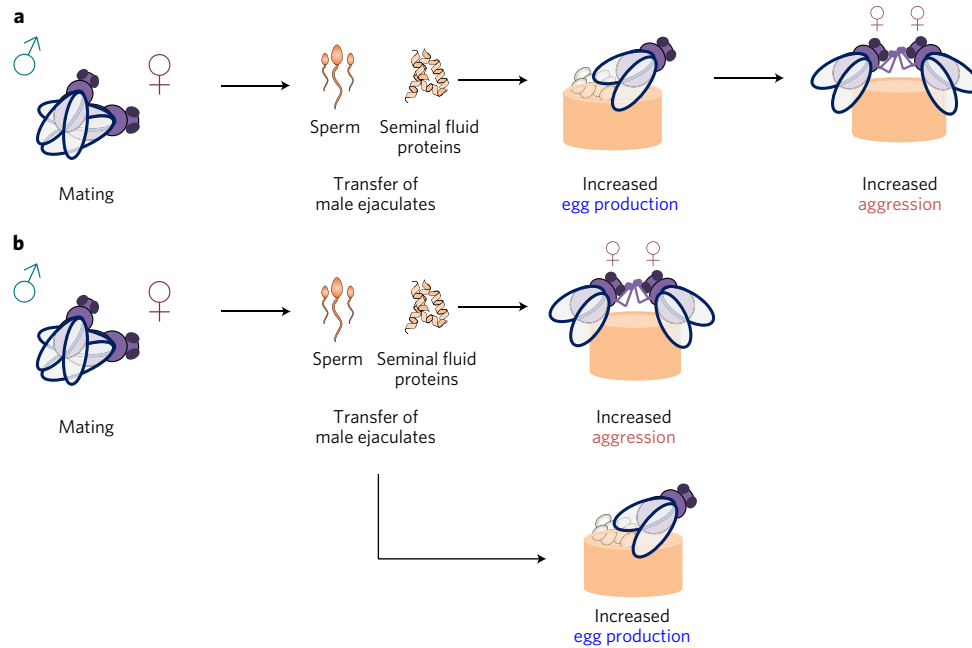 a
Mating
Sperm
Seminal fluid
proteins
Transfer of
male ejaculates
Increased
egg production
Increased
aggression
b
Mating
Sperm
Seminal fluid
proteins
Transfer of
male ejaculates
Increased
aggression
Increased
egg production